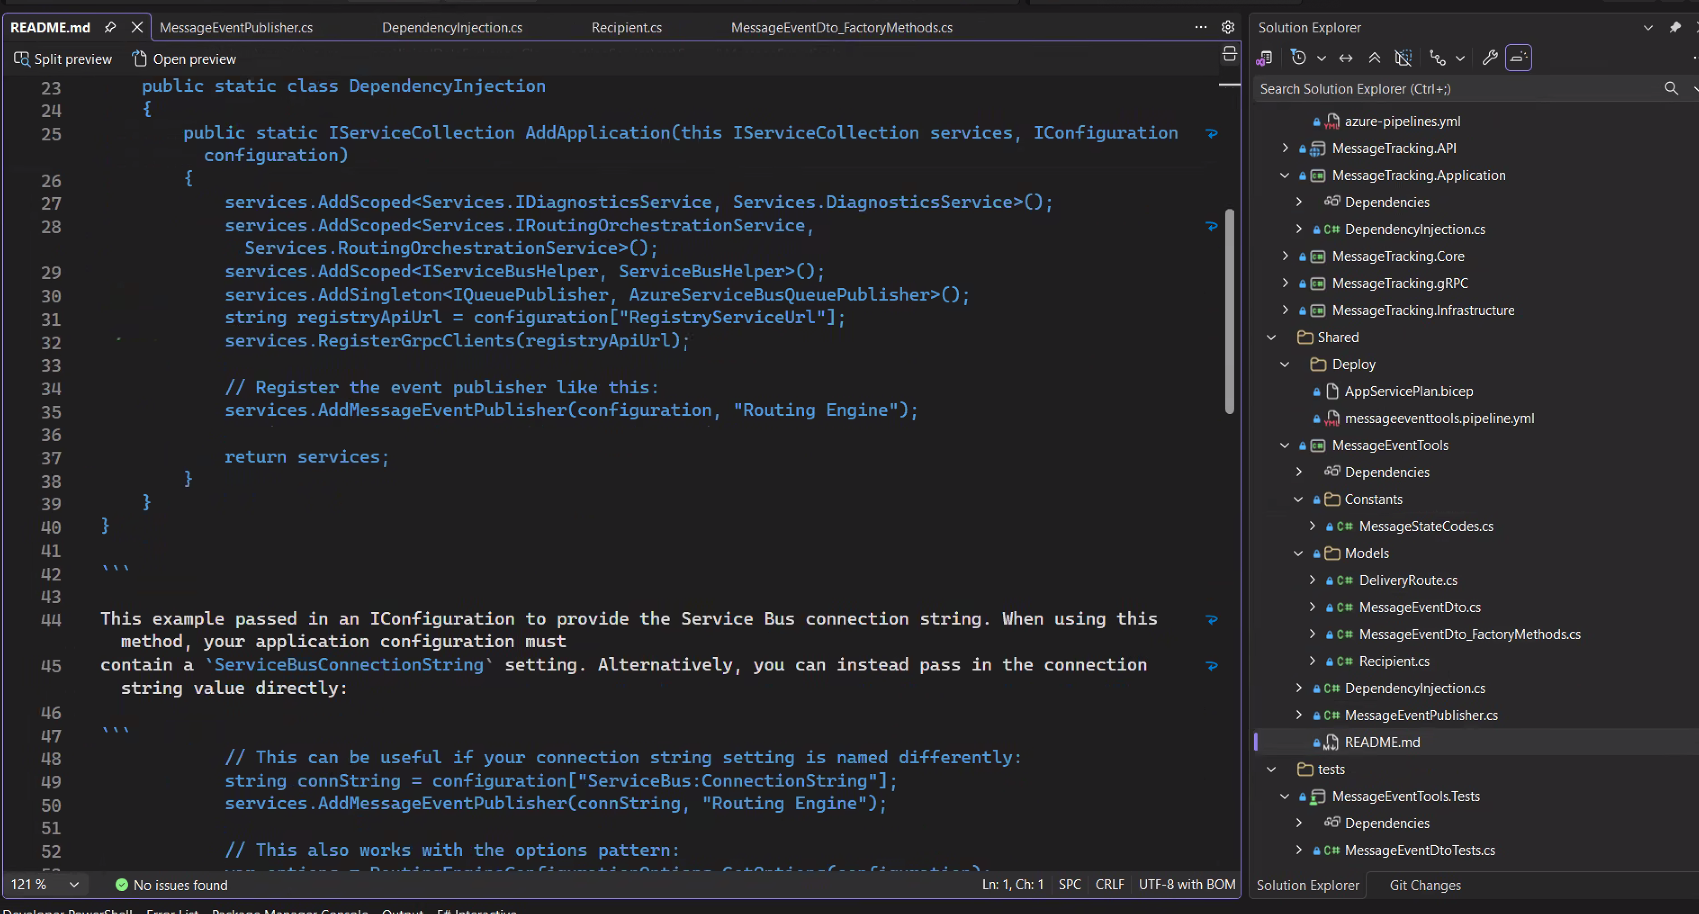 README.md
MessageEventPublisher.cs
DependencyInjection.cs
Recipient.cs
MessageEventDto_FactoryMethods.cs
Split preview
Open preview
23 public static class DependencyInjection
24 {
25 public static IServiceCollection AddApplication(this IServiceCollection services, IConfiguration
configuration)
26 {
27 services.AddScoped<Services.IDiagnosticsService, Services.DiagnosticsService>();
28 services.AddScoped<Services.IRoutingOrchestrationService,
Services.RoutingOrchestrationService>();
29 services.AddScoped<IServiceBusHelper, ServiceBusHelper>();
30 services.AddSingleton<IQueuePublisher, AzureServiceBusQueuePublisher>();
31 string registryApiUrl = configuration["RegistryServiceUrl"];
32 services.RegisterGrpcClients(registryApiUrl);
33
34 // Register the event publisher like this:
35 services.AddMessageEventPublisher(configuration, "Routing Engine");
36
37 return services;
38 }
39 }
40 }
41
42 ```
43
44 This example passed in an IConfiguration to provide the Service Bus connection string. When using this
method, your application configuration must
45 contain a `ServiceBusConnectionString` setting. Alternatively, you can instead pass in the connection
string value directly:
46
47 ```
48 // This can be useful if your connection string setting is named differently:
49 string connString = configuration["ServiceBus:ConnectionString"];
50 services.AddMessageEventPublisher(connString, "Routing Engine");
51
52 // This also works with the options pattern:
121 %
No issues found
Ln: 1, Ch: 1
SPC
CRLF
UTF-8 with BOM
Solution Explorer
Search Solution Explorer (Ctrl+;)
azure-pipelines.yml
MessageTracking.API
MessageTracking.Application
Dependencies
C# DependencyInjection.cs
MessageTracking.Core
MessageTracking.gRPC
MessageTracking.Infrastructure
Shared
Deploy
AppServicePlan.bicep
messageeventtools.pipeline.yml
MessageEventTools
Dependencies
Constants
C# MessageStateCodes.cs
Models
C# DeliveryRoute.cs
C# MessageEventDto.cs
C# MessageEventDto_FactoryMethods.cs
C# Recipient.cs
C# DependencyInjection.cs
C# MessageEventPublisher.cs
README.md
tests
MessageEventTools.Tests
Dependencies
C# MessageEventDtoTests.cs
Solution Explorer
Git Changes